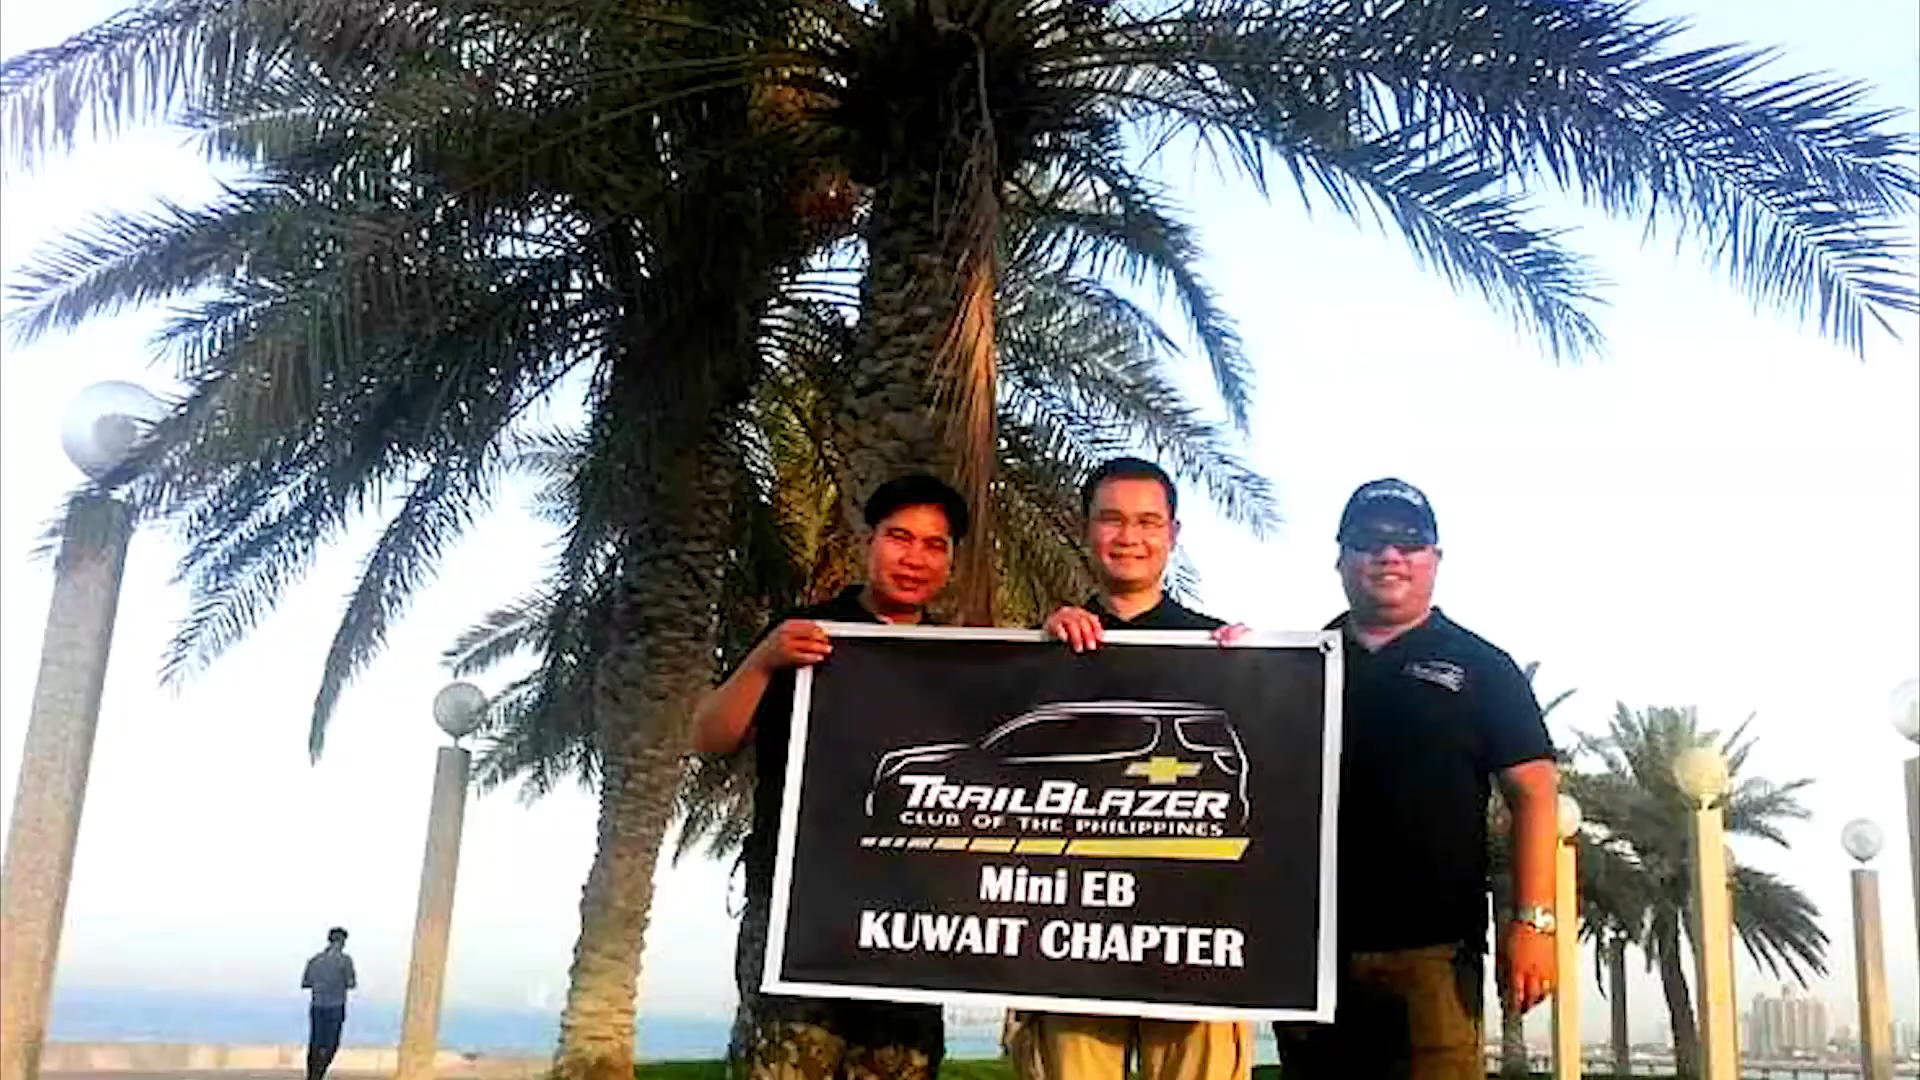 TRAILBLAZER
CLUB OF THE PHILIPPINES
Mini EB
KUWAIT CHAPTER